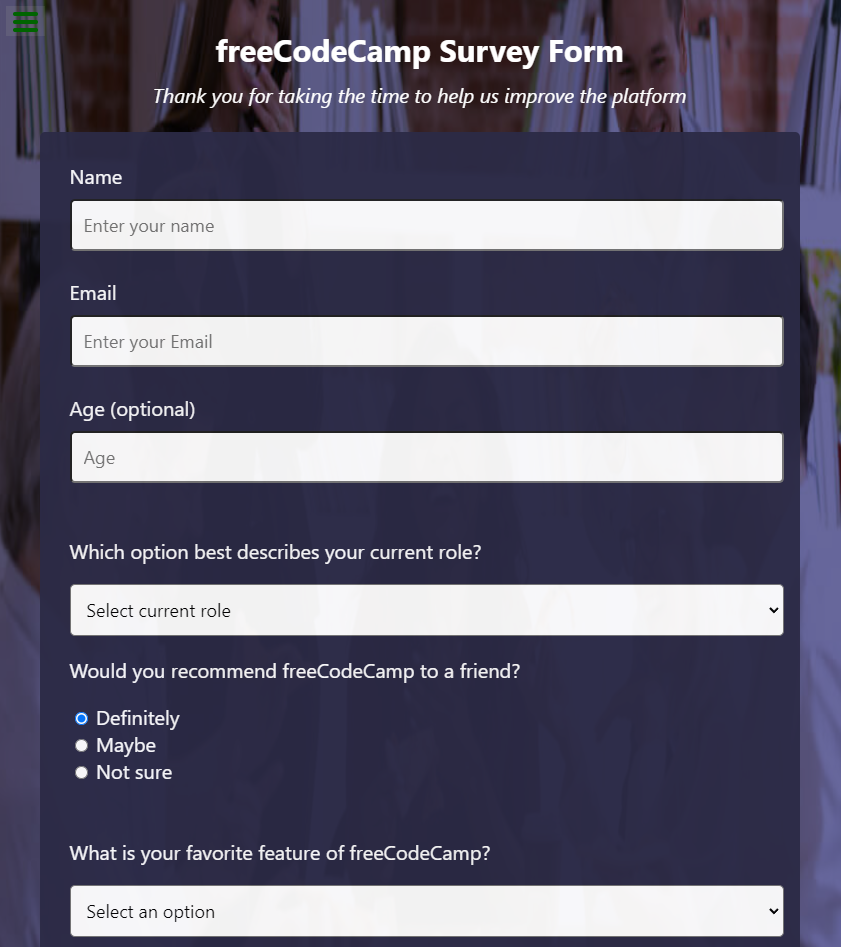 freeCodeCamp Survey Form
Thank you for taking the time to help us improve the platform
Name
Enter your name
Email
Enter your Email
Age (optional)
Age
Which option best describes your current role?
Select current role
Would you recommend freeCodeCamp to a friend?
Definitely
Maybe
Not sure
What is your favorite feature of freeCodeCamp?
Select an option